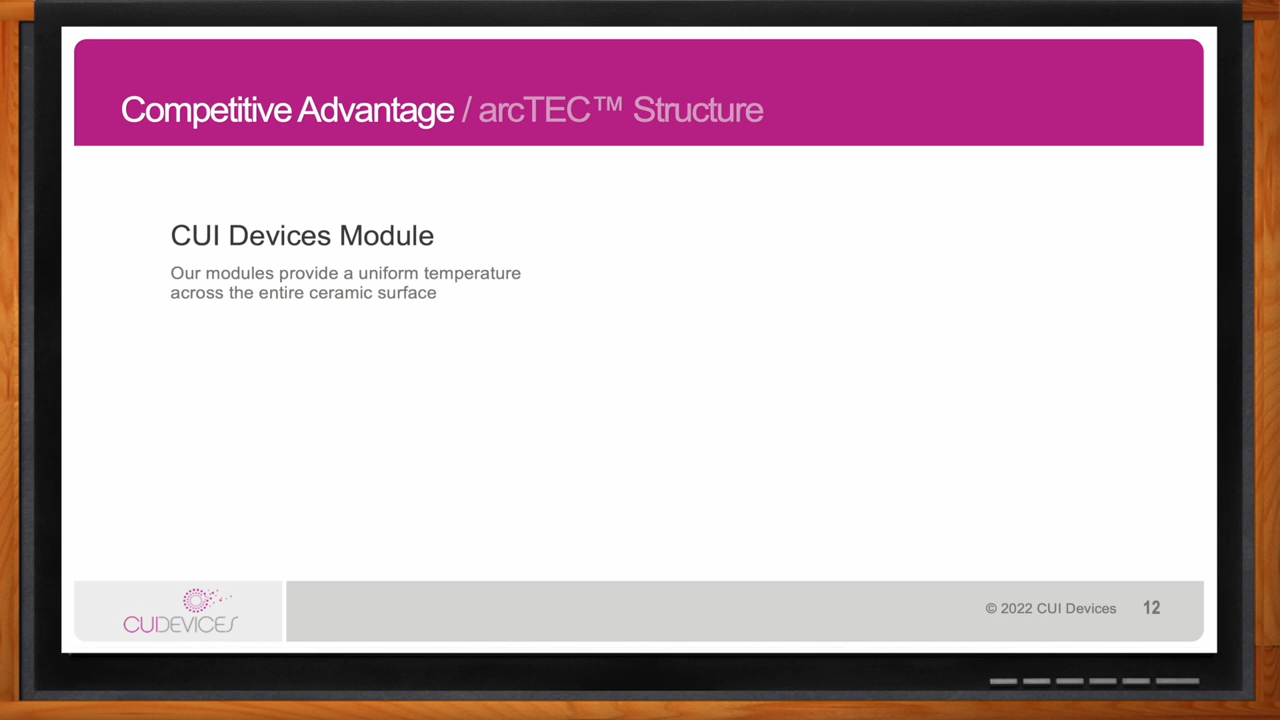 Competitive Advantage / arcTEC™ Structure
CUI Devices Module
Our modules provide a uniform temperature
across the entire ceramic surface
CUIDEVICES
© 2022 CUI Devices 12